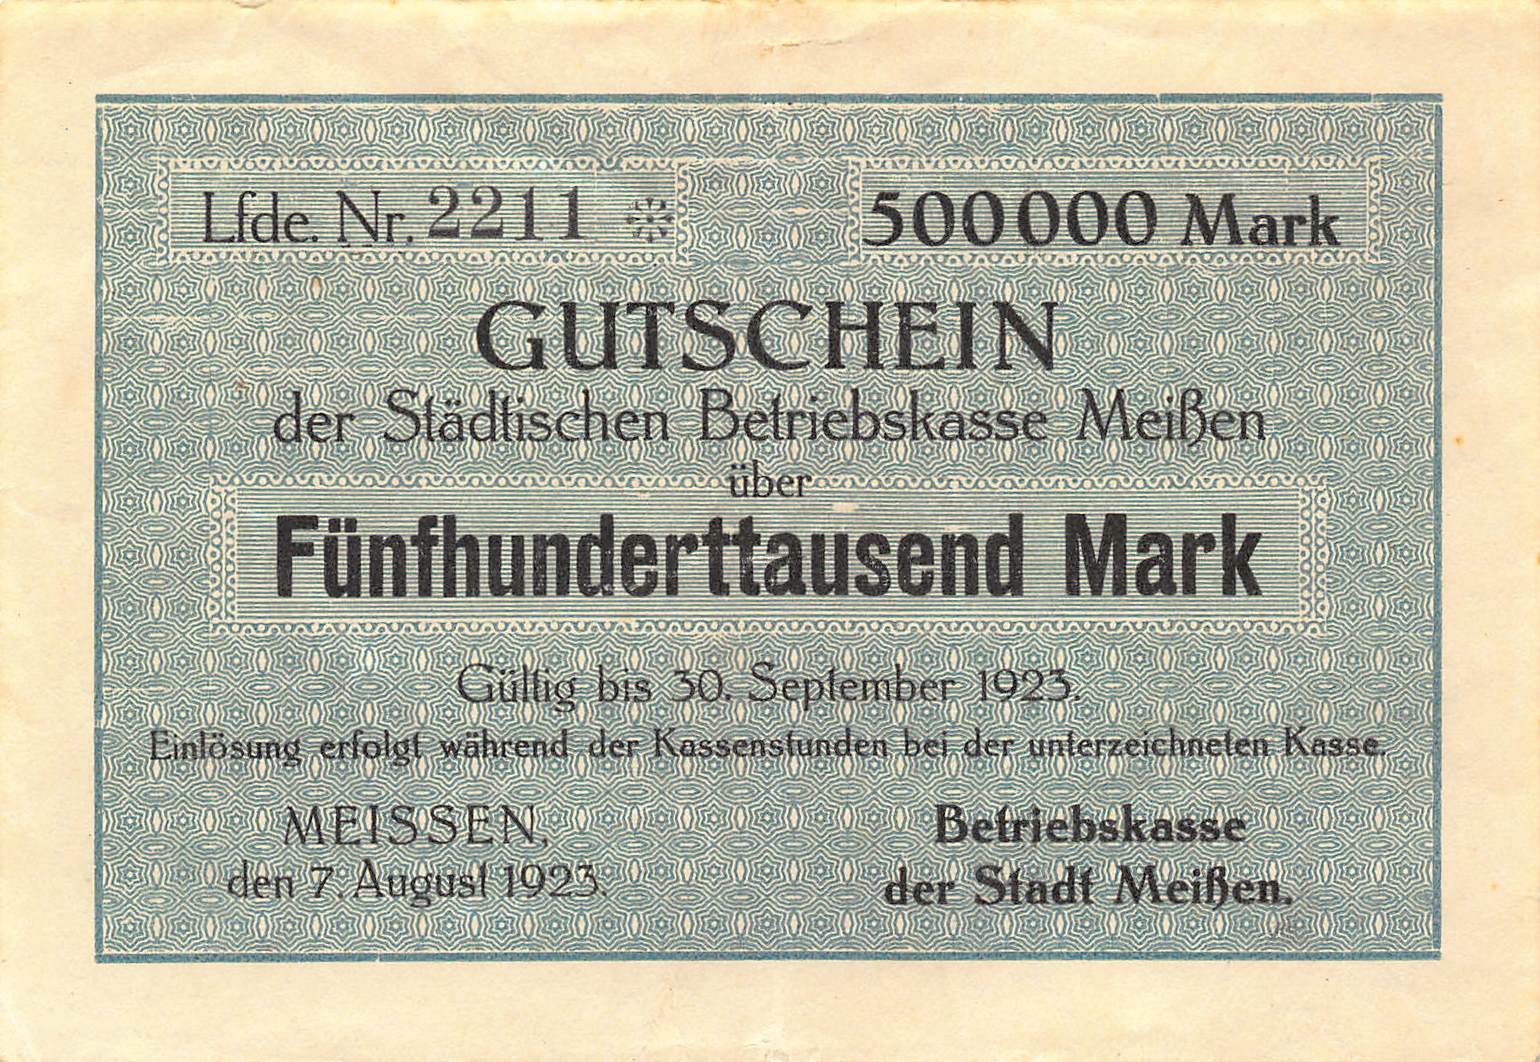 Lfde. Nr. 2211
500000 Mark
GUTSCHEIN
der Städtischen Betriebskasse Meißen
über
Fünfhunderttausend Mark
Gültig bis 30. September 1923.
Einlösung erfolgt während der Kassenstunden bei der unterzeichneten Kasse.
MEISSEN,
den 7. August 1923.
Betriebskasse
der Stadt Meißen.